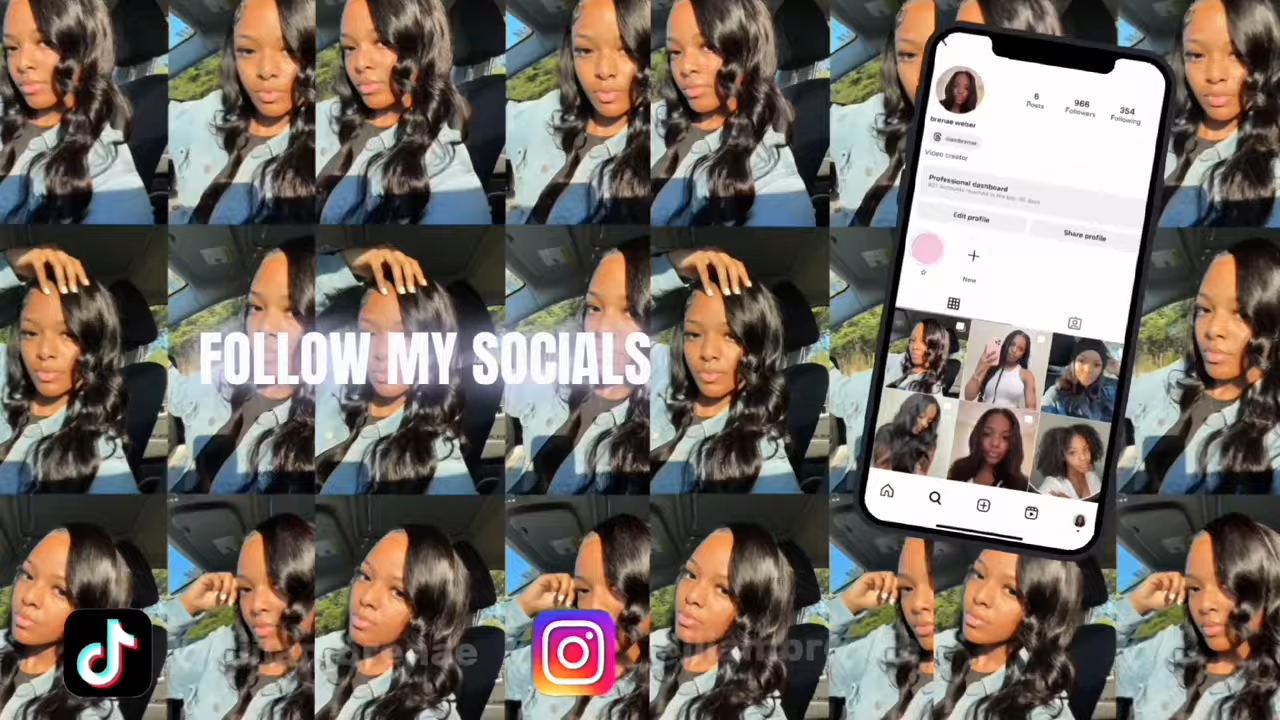 FOLLOW MY SOCIALS
6 966 354
Posts Followers Following
brenae weber
Video creator
Professional dashboard
Edit profile Share profile
New